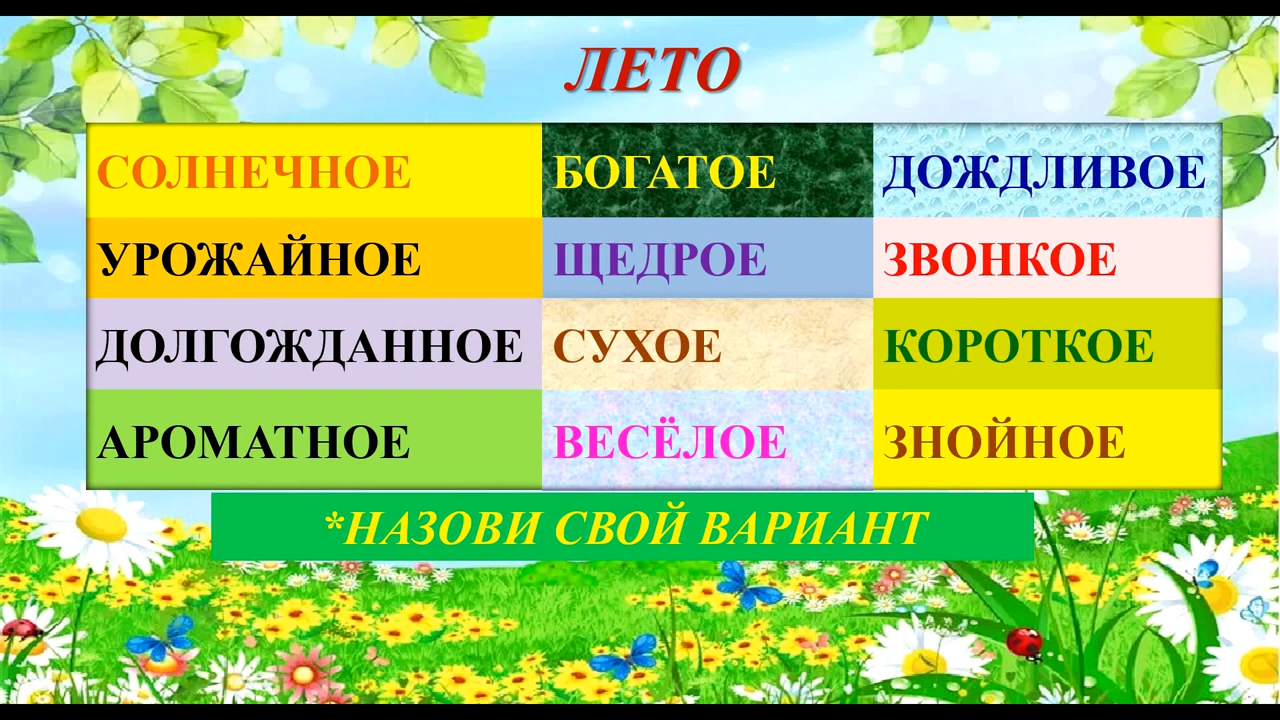 ЛЕТО
СОЛНЕЧНОЕ БОГАТОЕ ДОЖДЛИВОЕ
УРОЖАЙНОЕ ЩЕДРОЕ ЗВОНКОЕ
ДОЛГОЖДАННОЕ СУХОЕ КОРОТКОЕ
АРОМАТНОЕ ВЕСЁЛОЕ ЗНОЙНОЕ
*НАЗОВИ СВОЙ ВАРИАНТ